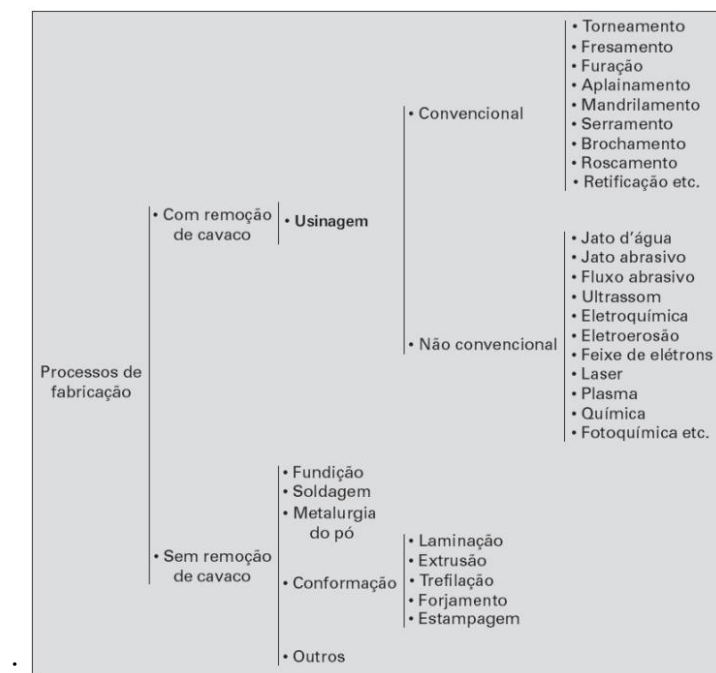 • Torneamento
• Fresamento
• Furação
• Aplainamento
• Mandrilamento
• Serramento
• Brochamento
• Roscamento
• Retificação etc.
• Convencional
• Com remoção
de cavaco
• Usinagem
• Jato d'água
• Jato abrasivo
• Fluxo abrasivo
• Ultrassom
• Eletroquímica
• Eletroerosão
• Feixe de elétrons
• Laser
• Plasma
• Química
• Fotoquímica etc.
• Não convencional
Processos de
fabricação
• Sem remoção
de cavaco
• Fundição
• Soldagem
• Metalurgia
do pó
• Conformação
• Laminação
• Extrusão
• Trefilação
• Forjamento
• Estampagem
• Outros